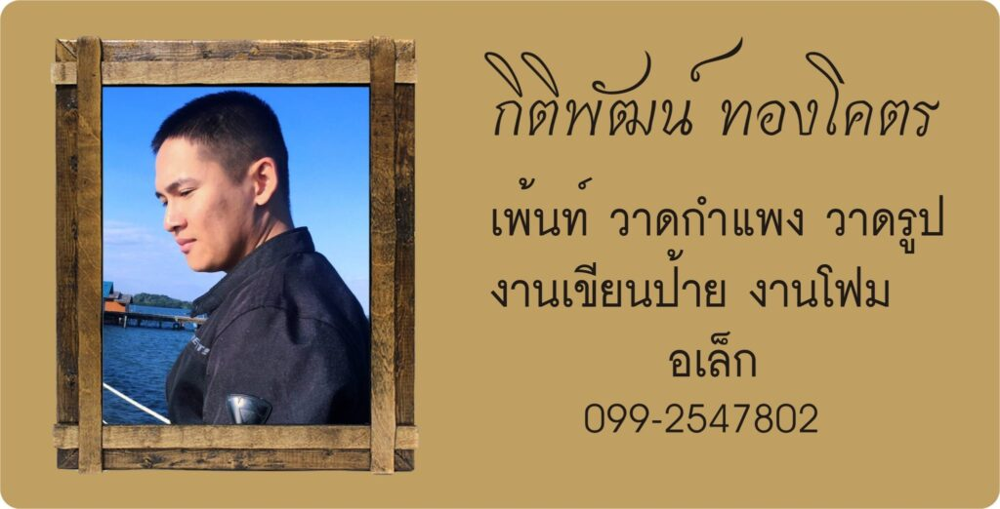 กิติพัฒน์ ทองโคตร
เพ้นท์ วาดกำแพง วาดรูป
งานเขียนป้าย งานโฟม
อเล็ก
099-2547802